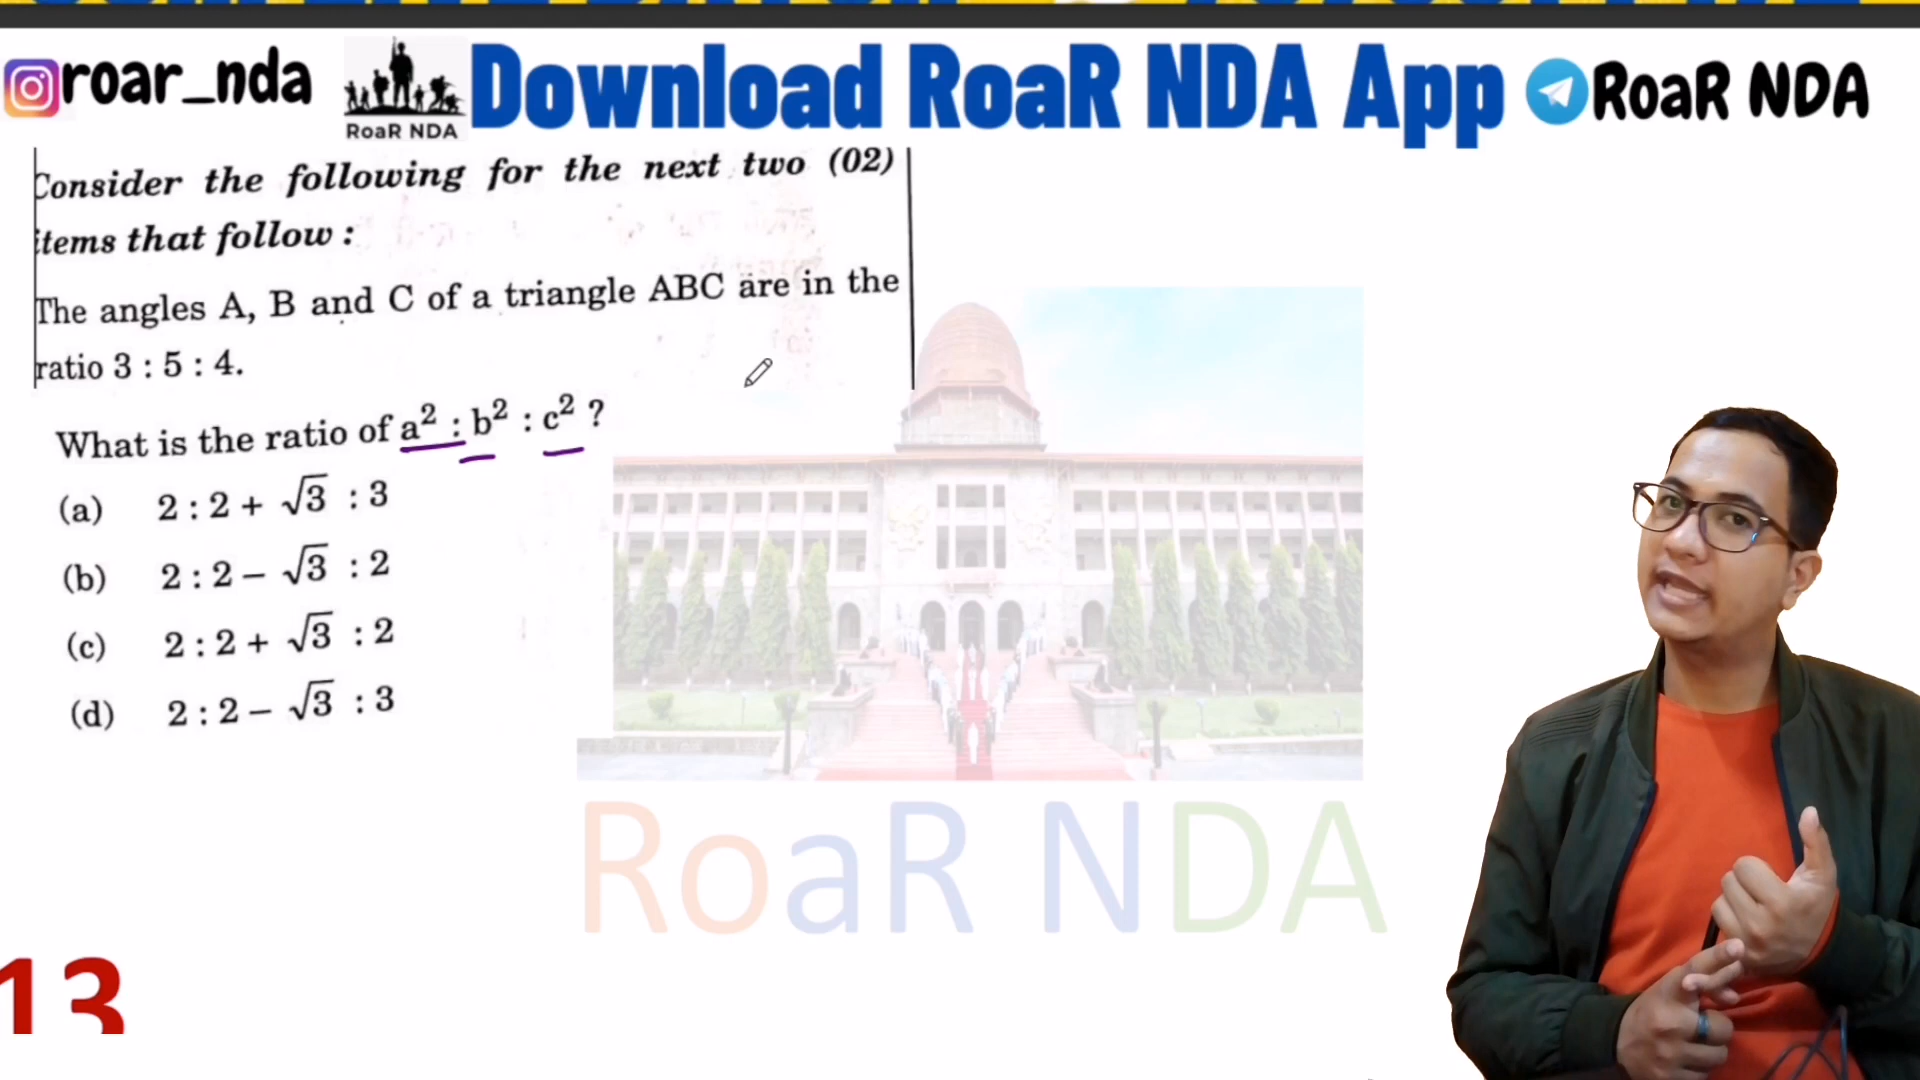 roar_nda
RoaR NDA
Download RoaR NDA App
RoaR NDA
Consider the following for the next two (02)
items that follow :
The angles A, B and C of a triangle ABC are in the
ratio 3 : 5 : 4.
What is the ratio of a² : b² : c² ?
(a) 2 : 2 + √3 : 3
(b) 2 : 2 – √3 : 2
(c) 2 : 2 + √3 : 2
(d) 2 : 2 – √3 : 3
RoaR NDA
13